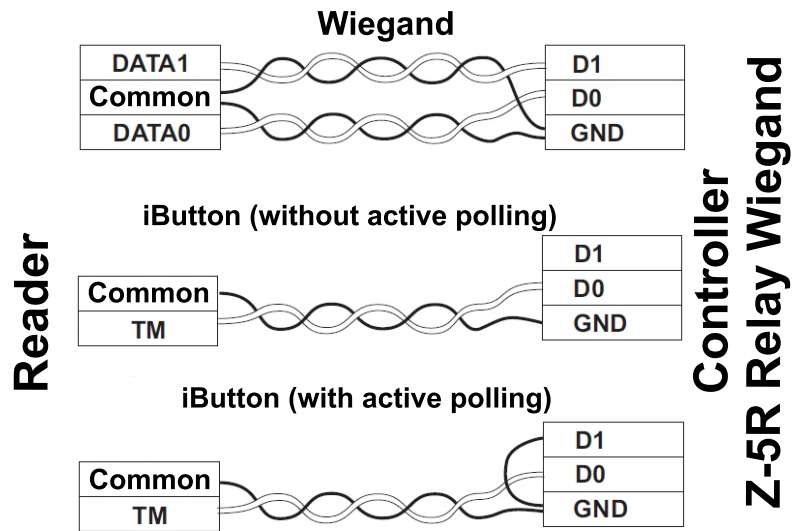 Wiegand
DATA1
Common
DATA0
D1
D0
GND
iButton (without active polling)
Common
TM
D1
D0
GND
iButton (with active polling)
Common
TM
D1
D0
GND
Reader
Controller
Z-5R Relay Wiegand